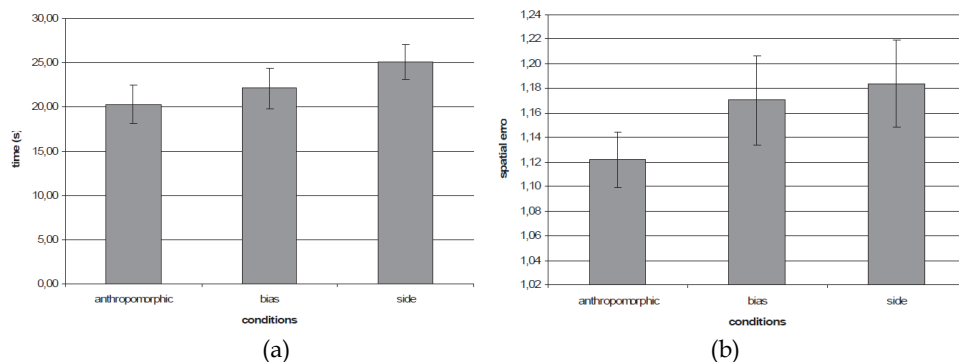 30,00
25,00
20,00
15,00
10,00
5,00
0,00
time (s)
anthropomorphic bias side
conditions
(a)
1,24
1,22
1,20
1,18
1,16
1,14
1,12
1,10
1,08
1,06
1,04
1,02
spatial erro
anthropomorphic bias side
conditions
(b)